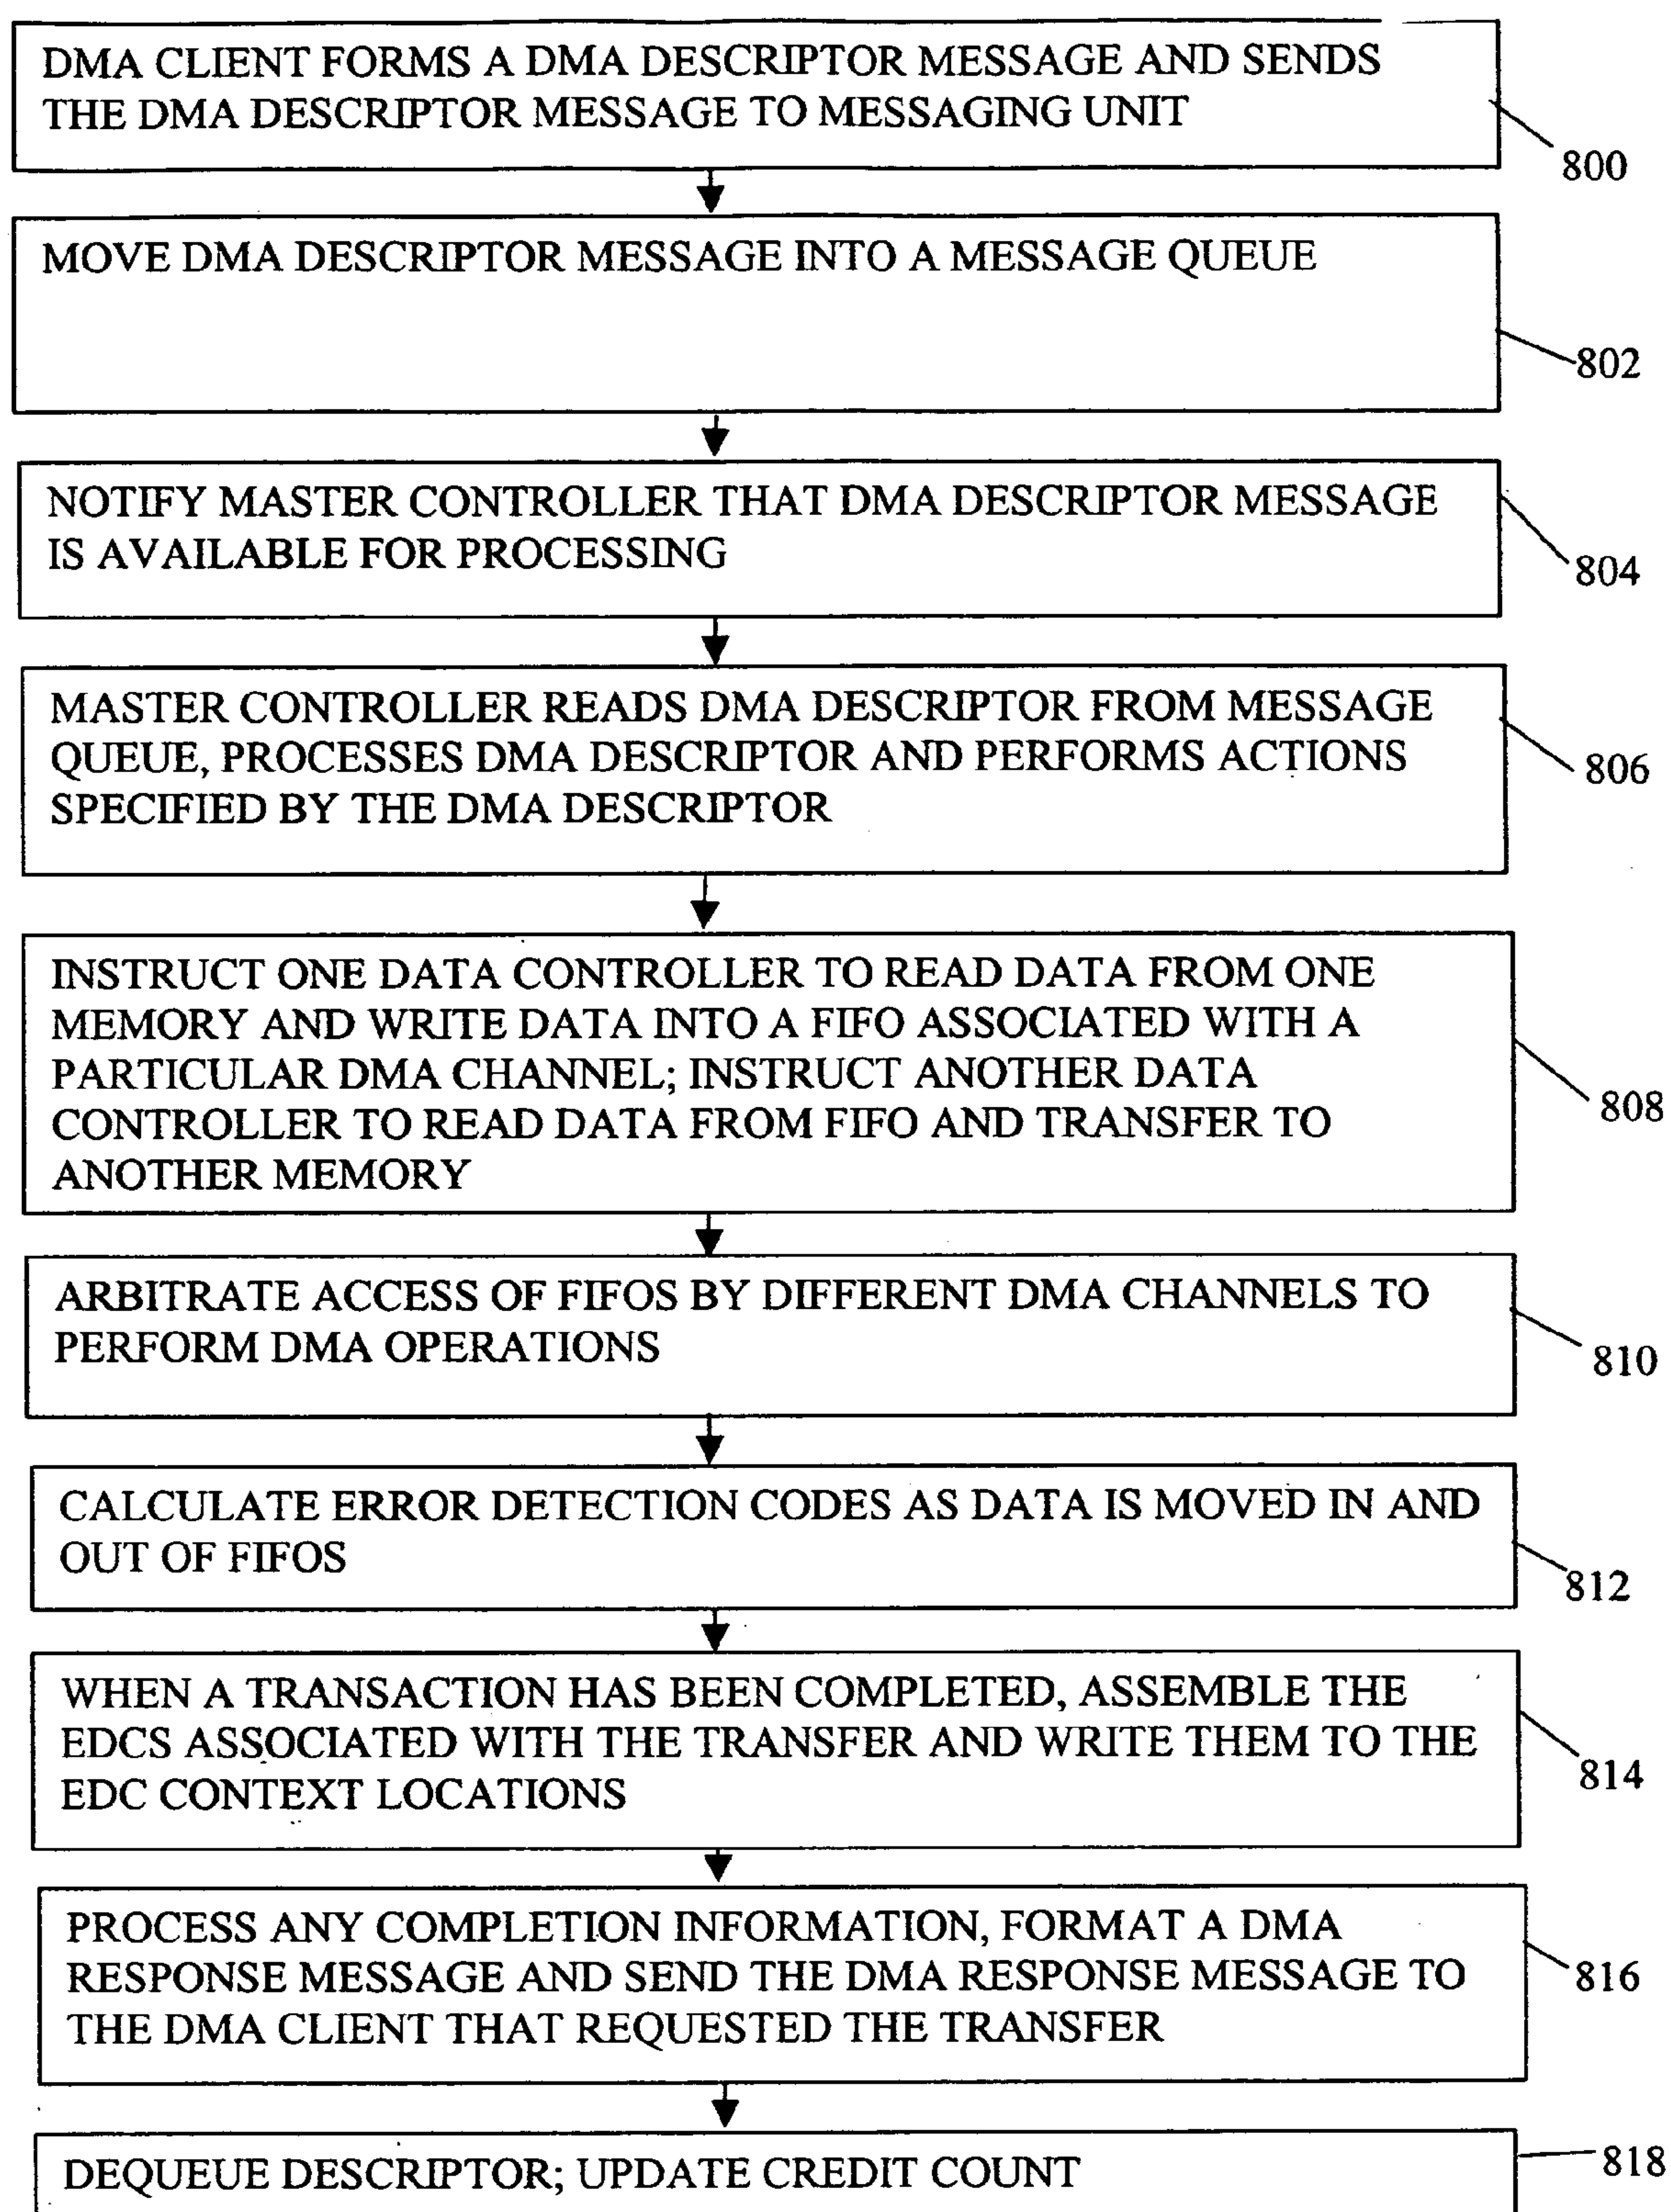 DMA CLIENT FORMS A DMA DESCRIPTOR MESSAGE AND SENDS
THE DMA DESCRIPTOR MESSAGE TO MESSAGING UNIT
800
MOVE DMA DESCRIPTOR MESSAGE INTO A MESSAGE QUEUE
802
NOTIFY MASTER CONTROLLER THAT DMA DESCRIPTOR MESSAGE
IS AVAILABLE FOR PROCESSING
804
MASTER CONTROLLER READS DMA DESCRIPTOR FROM MESSAGE
QUEUE, PROCESSES DMA DESCRIPTOR AND PERFORMS ACTIONS
SPECIFIED BY THE DMA DESCRIPTOR
806
INSTRUCT ONE DATA CONTROLLER TO READ DATA FROM ONE
MEMORY AND WRITE DATA INTO A FIFO ASSOCIATED WITH A
PARTICULAR DMA CHANNEL; INSTRUCT ANOTHER DATA
CONTROLLER TO READ DATA FROM FIFO AND TRANSFER TO
ANOTHER MEMORY
808
ARBITRATE ACCESS OF FIFOS BY DIFFERENT DMA CHANNELS TO
PERFORM DMA OPERATIONS
810
CALCULATE ERROR DETECTION CODES AS DATA IS MOVED IN AND
OUT OF FIFOS
812
WHEN A TRANSACTION HAS BEEN COMPLETED, ASSEMBLE THE
EDCS ASSOCIATED WITH THE TRANSFER AND WRITE THEM TO THE
EDC CONTEXT LOCATIONS
814
PROCESS ANY COMPLETION INFORMATION, FORMAT A DMA
RESPONSE MESSAGE AND SEND THE DMA RESPONSE MESSAGE TO
THE DMA CLIENT THAT REQUESTED THE TRANSFER
816
DEQUEUE DESCRIPTOR; UPDATE CREDIT COUNT
818